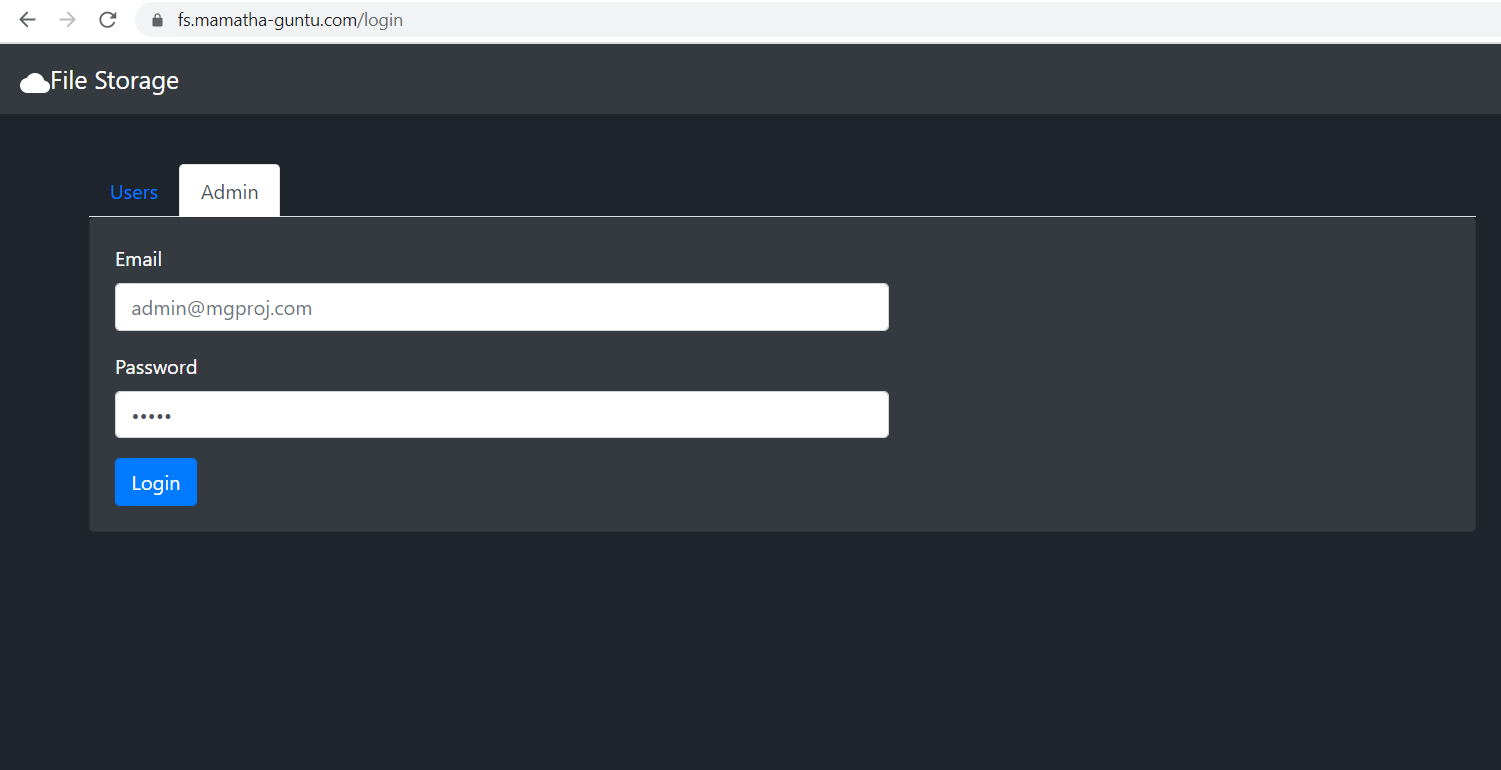 fs.mamatha-guntu.com/login
File Storage
Users Admin
Email
admin@mgproj.com
Password
•••••
Login